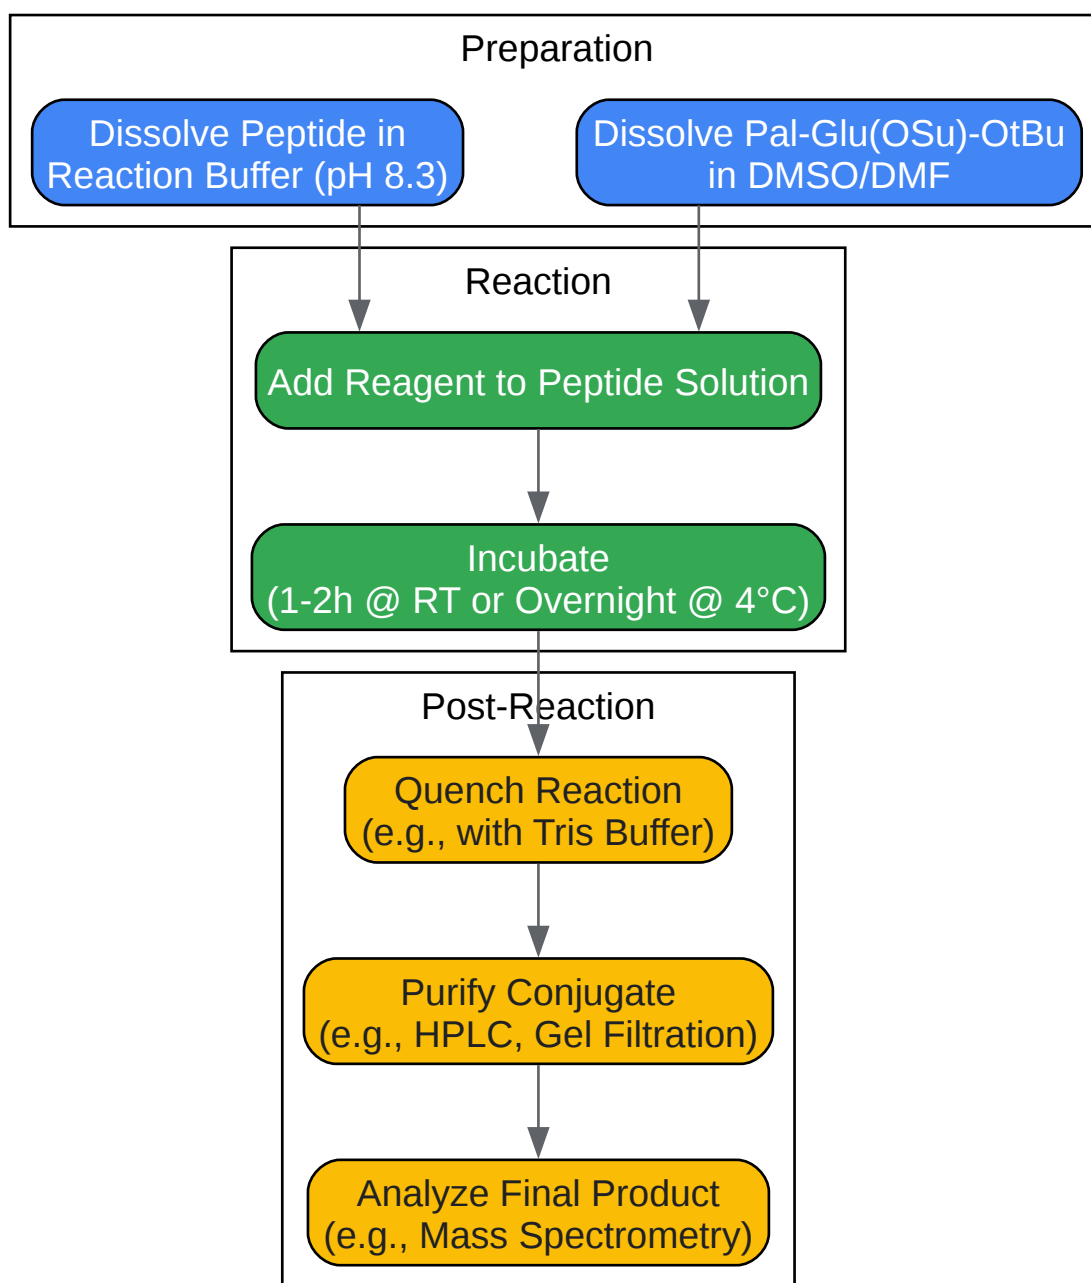 Preparation
Dissolve Peptide in
Reaction Buffer (pH 8.3)
Dissolve Pal-Glu(OSu)-OtBu
in DMSO/DMF
Reaction
Add Reagent to Peptide Solution
Incubate
(1-2h @ RT or Overnight @ 4°C)
Post-Reaction
Quench Reaction
(e.g., with Tris Buffer)
Purify Conjugate
(e.g., HPLC, Gel Filtration)
Analyze Final Product
(e.g., Mass Spectrometry)